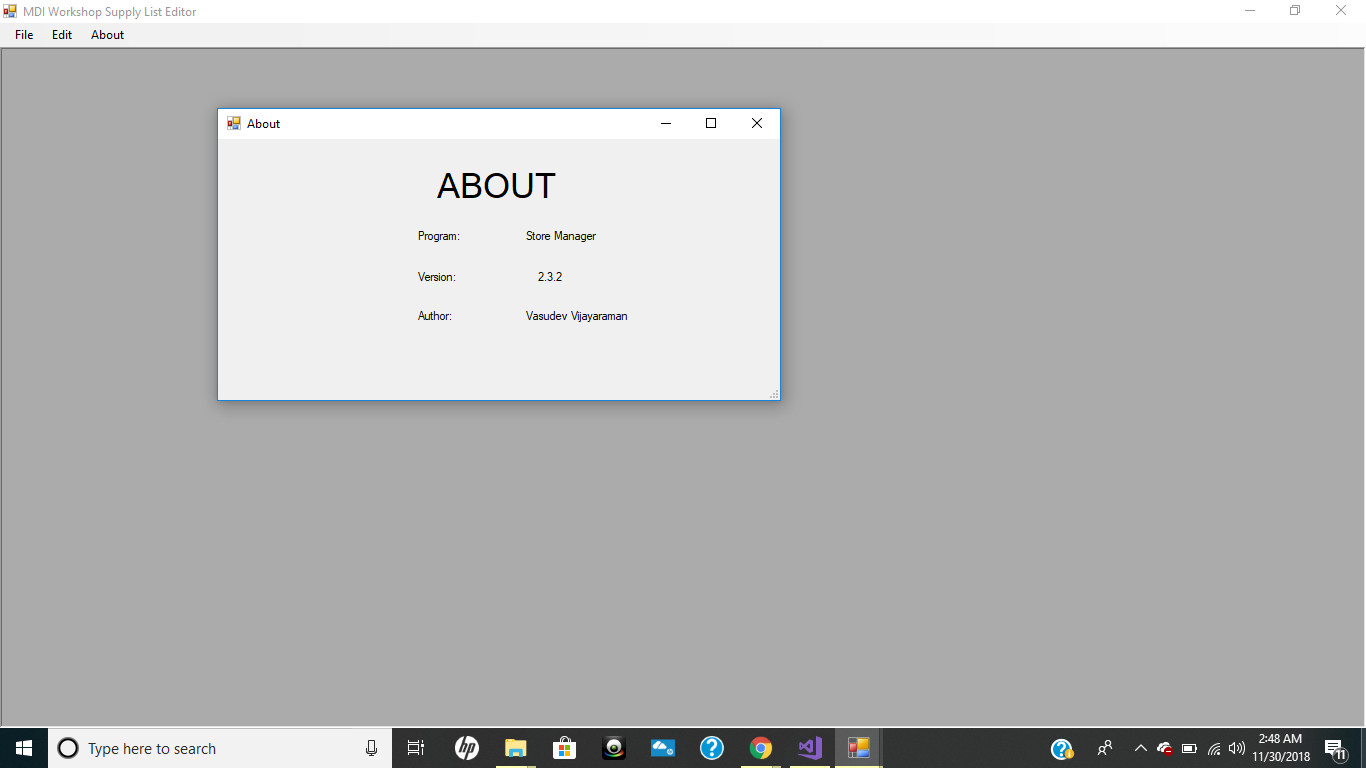 MDI Workshop Supply List Editor
File Edit About
About
ABOUT
Program: Store Manager
Version: 2.3.2
Author: Vasudev Vijayaraman
Type here to search
hp
2:48 AM
11/30/2018
11